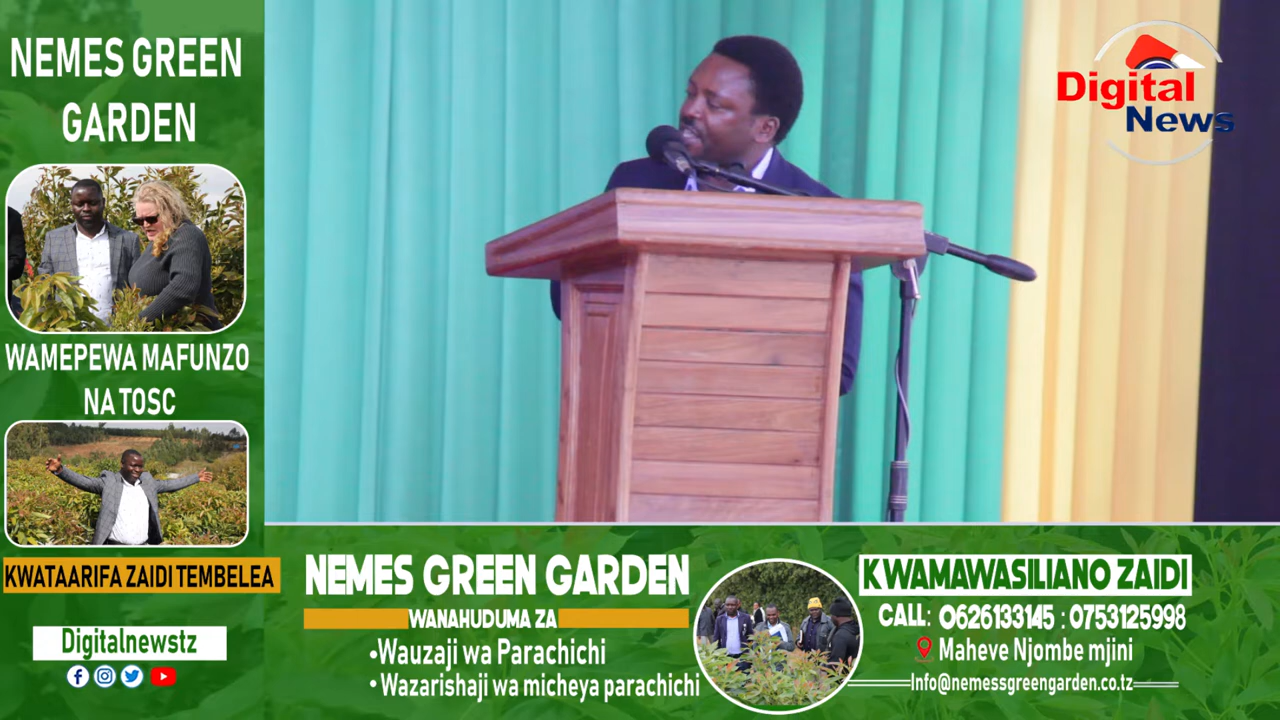 NEMES GREEN
GARDEN
WAMEPEWA MAFUNZO
NA TOSC
KWATAARIFA ZAIDI TEMBELEA
Digitalnewstz
Digital
News
NEMES GREEN GARDEN
WANAHUDUMA ZA
•Wauzaji wa Parachichi
• Wazarishaji wa micheya parachichi
KWAMAWASILIANO ZAIDI
CALL: 0626133145 : 0753125998
Maheve Njombe mjini
Info@nemessgreengarden.co.tz